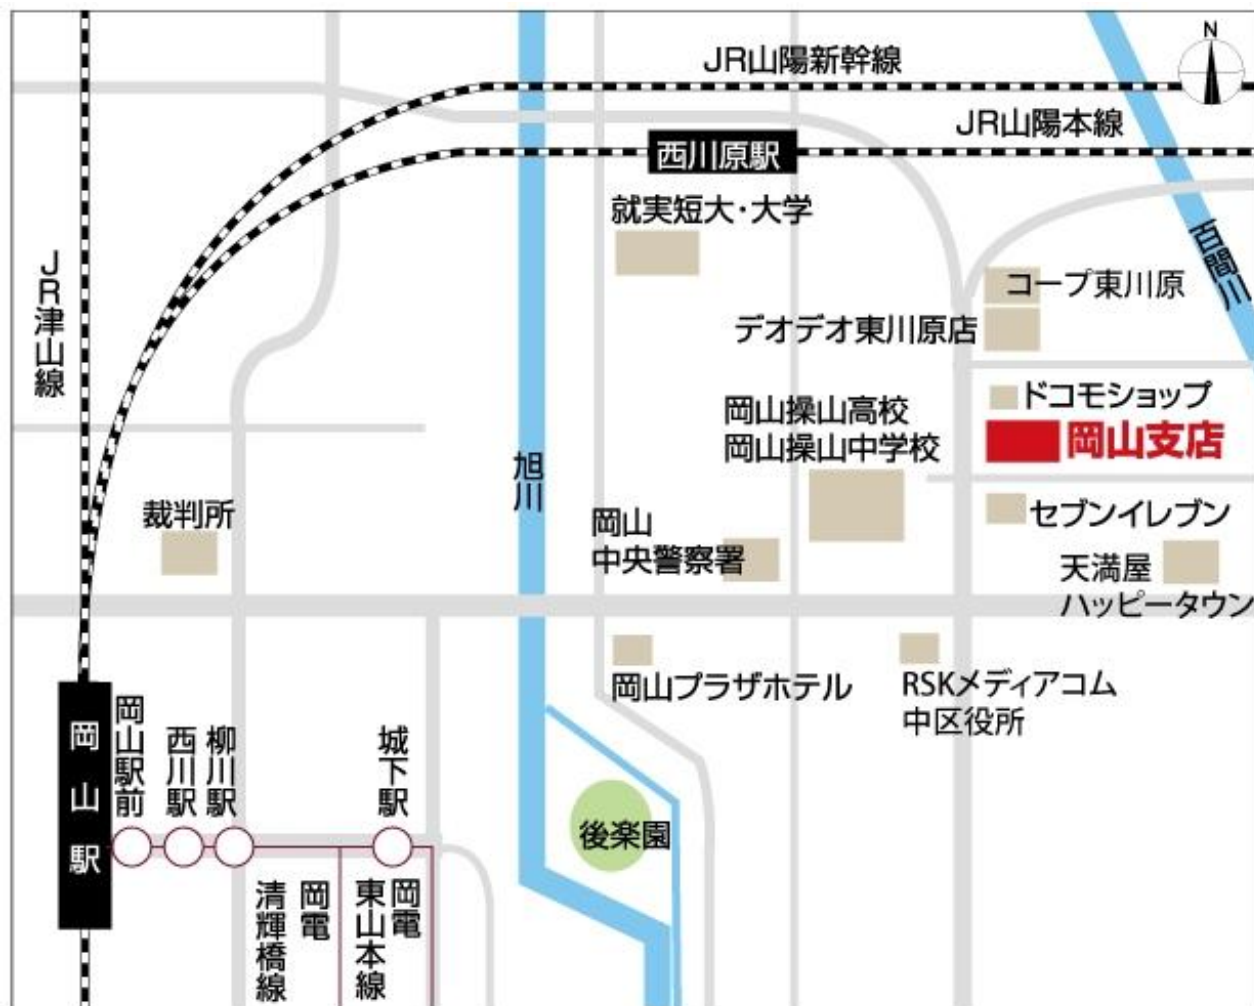 N
JR山陽新幹線
JR山陽本線
西川原駅
就実短大・大学
JR津山線
百間川
コープ東川原
デオデオ東川原店
ドコモショップ
岡山操山高校
岡山操山中学校
岡山支店
旭川
裁判所
岡山
中央警察署
セブンイレブン
天満屋
ハッピータウン
岡山プラザホテル
RSKメディアコム
中区役所
岡山駅
岡山駅前
西川駅
柳川駅
城下駅
後楽園
岡電
清輝橋線
岡電
東山本線